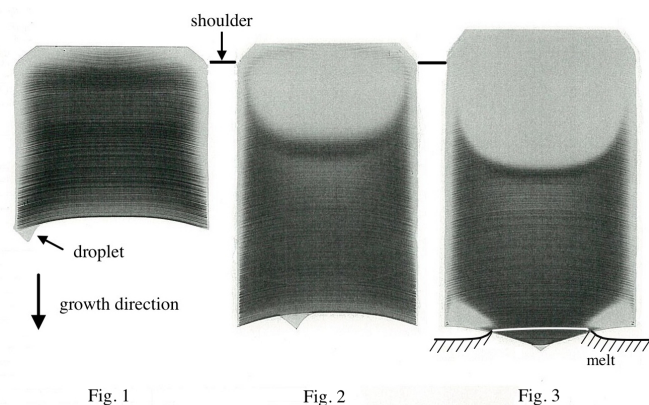 shoulder
droplet
growth direction
melt
Fig. 1
Fig. 2
Fig. 3